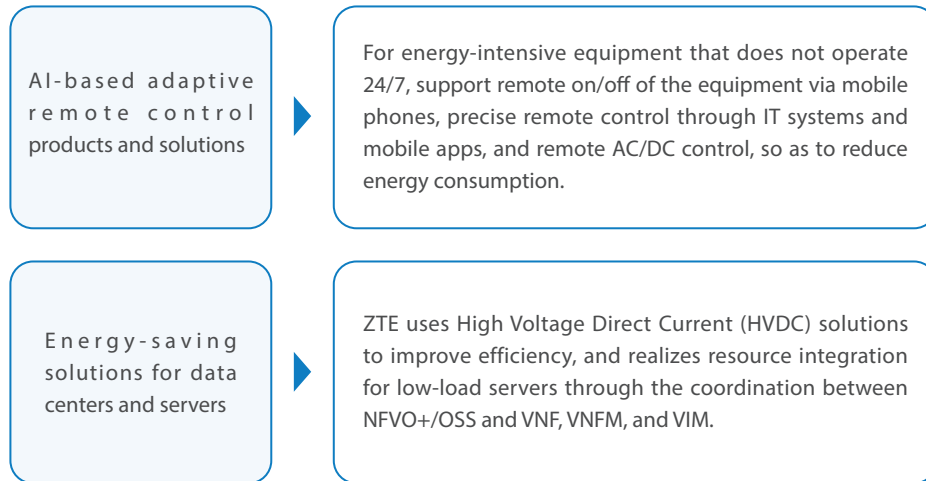 AI-based adaptive
remote control
products and solutions
For energy-intensive equipment that does not operate
24/7, support remote on/off of the equipment via mobile
phones, precise remote control through IT systems and
mobile apps, and remote AC/DC control, so as to reduce
energy consumption.
Energy-saving
solutions for data
centers and servers
ZTE uses High Voltage Direct Current (HVDC) solutions
to improve efficiency, and realizes resource integration
for low-load servers through the coordination between
NFVO+/OSS and VNF, VNFM, and VIM.